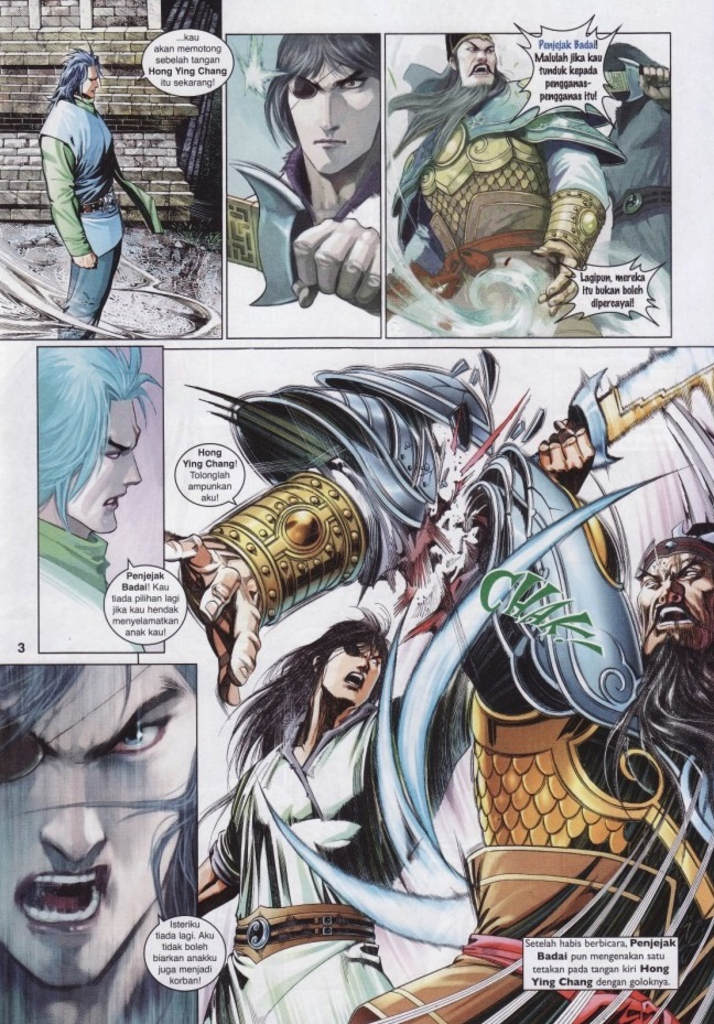 ...kau
akan memotong
sebelah tangan
Hong Ying Chang
itu sekarang!
Penjejak Badai!
Malulah jika kau
tunduk kepada
pengganas-
pengganas itu!
Lagipun, mereka
itu bukan boleh
dipercayai!
Hong
Ying Chang!
Tolonglah
ampunkan
aku!
Penjejak
Badai! Kau
tiada pilihan lagi
jika kau hendak
menyelamatkan
anak kau!
CHAK!
3
Isteriku
tiada lagi. Aku
tidak boleh
biarkan anakku
juga menjadi
korban!
Setelah habis berbicara, Penjejak
Badai pun mengenakan satu
tetakan pada tangan kiri Hong
Ying Chang dengan goloknya.